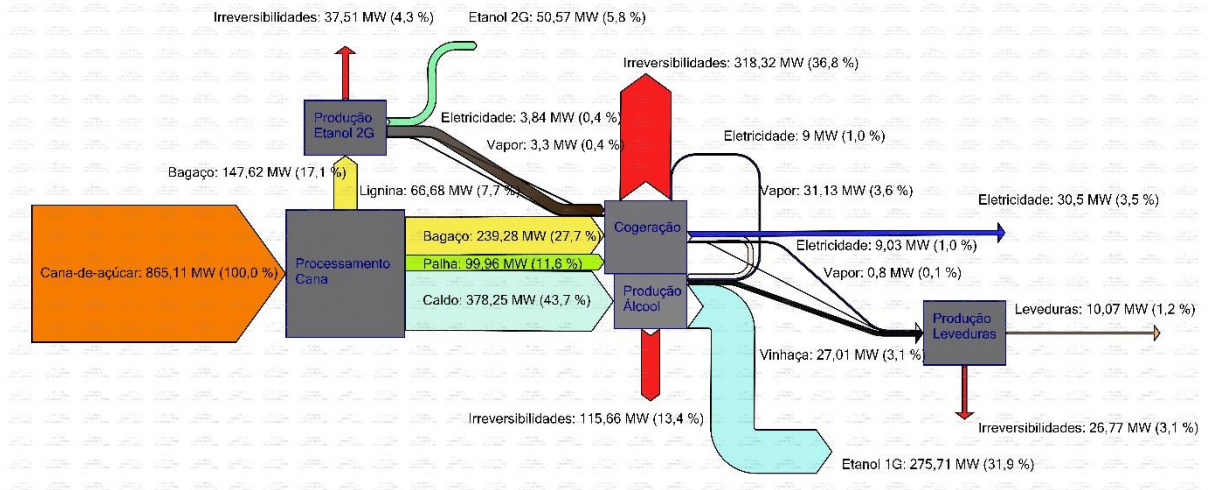 Irreversibilidades: 37,51 MW (4,3 %)
Etanol 2G: 50,57 MW (5,8 %)
Irreversibilidades: 318,32 MW (36,8 %)
Produção
Etanol 2G
Eletricidade: 3,84 MW (0,4 %)
Eletricidade: 9 MW (1,0 %)
Vapor: 3,3 MW (0,4 %)
Bagaço: 147,62 MW (17,1 %)
Lignina: 66,68 MW (7,7 %)
Vapor: 31,13 MW (3,6 %)
Eletricidade: 30,5 MW (3,5 %)
Cogeração
Bagaço: 239,28 MW (27,7 %)
Eletricidade: 9,03 MW (1,0 %)
Cana-de-açúcar: 865,11 MW (100,0 %)
Processamento
Cana
Palha: 99,96 MW (11,6 %)
Vapor: 0,8 MW (0,1 %)
Caldo: 378,25 MW (43,7 %)
Produção
Álcool
Leveduras: 10,07 MW (1,2 %)
Produção
Leveduras
Vinhaça: 27,01 MW (3,1 %)
Irreversibilidades: 115,66 MW (13,4 %)
Irreversibilidades: 26,77 MW (3,1 %)
Etanol 1G: 275,71 MW (31,9 %)